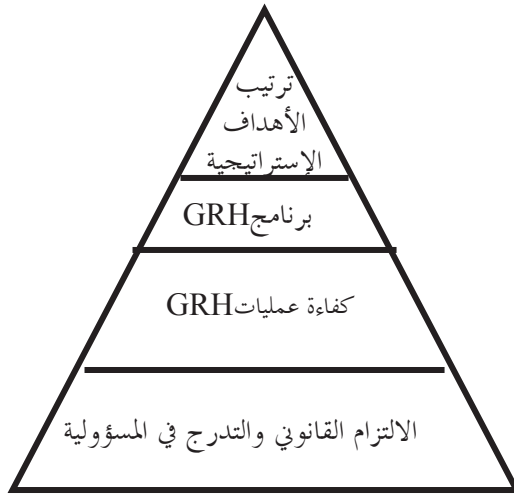 ترتيب
الأهداف
الإستراتيجية
برنامجGRH
كفاءة عملياتGRH
الالتزام القانوني والتدرج في المسؤولية